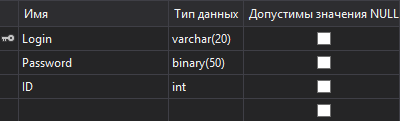 Имя Тип данных Допустимы значения NULL
Login varchar(20)
Password binary(50)
ID int